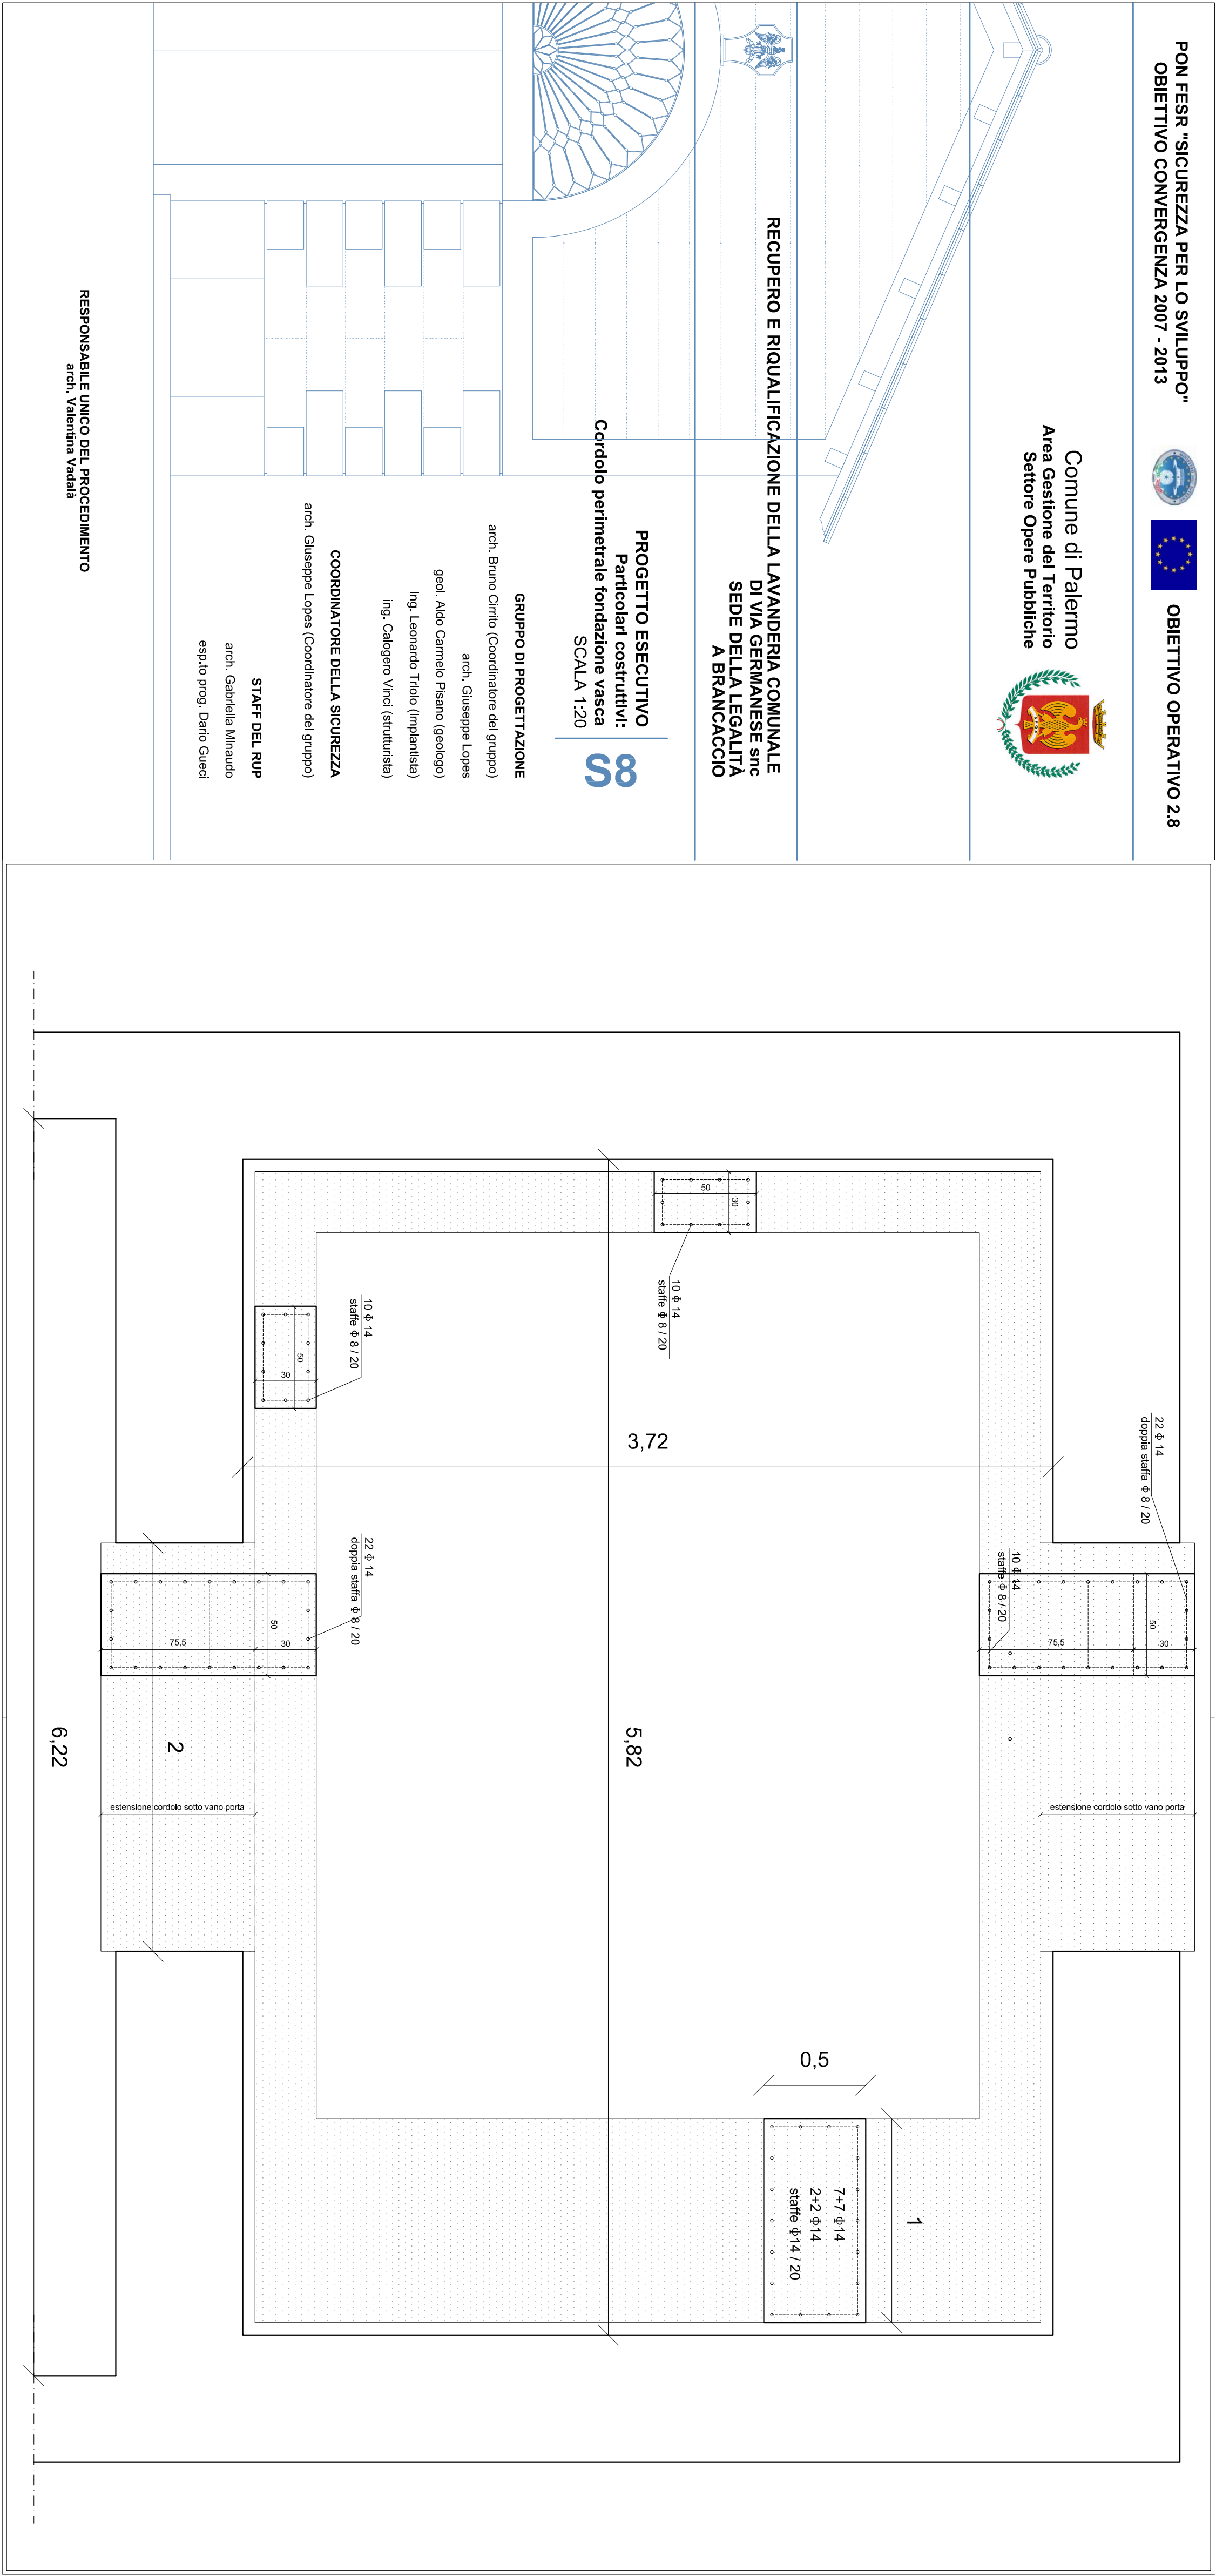 PON FESR "SICUREZZA PER LO SVILUPPO"
OBIETTIVO CONVERGENZA 2007 - 2013
OBIETTIVO OPERATIVO 2.8
Comune di Palermo
Area Gestione del Territorio
Settore Opere Pubbliche
RECUPERO E RIQUALIFICAZIONE DELLA LAVANDERIA COMUNALE
DI VIA GERMANESE snc
SEDE DELLA LEGALITÀ
A BRANCACCIO
PROGETTO ESECUTIVO
Particolari costruttivi:
Cordolo perimetrale fondazione vasca
SCALA 1:20
S8
GRUPPO DI PROGETTAZIONE
arch. Bruno Cirrito (Coordinatore del gruppo)
arch. Giuseppe Lopes
geol. Aldo Carmelo Pisano (geologo)
ing. Leonardo Triolo (impiantista)
ing. Calogero Vinci (strutturista)
COORDINATORE DELLA SICUREZZA
arch. Giuseppe Lopes (Coordinatore del gruppo)
STAFF DEL RUP
arch. Gabriella Minaudo
esp.to prog. Dario Gueci
RESPONSABILE UNICO DEL PROCEDIMENTO
arch. Valentina Vadalà
22 ϕ 14
doppia staffa ϕ 8 / 20
10 ϕ 14
staffe ϕ 8 / 20
50
75,5
30
estensione cordolo sotto vano porta
50
30
10 ϕ 14
staffe ϕ 8 / 20
3,72
5,82
0,5
1
7+7 ϕ14
2+2 ϕ14
staffe ϕ14 / 20
10 ϕ 14
staffe ϕ 8 / 20
50
30
22 ϕ 14
doppia staffa ϕ 8 / 20
50
75,5
30
2
estensione cordolo sotto vano porta
6,22